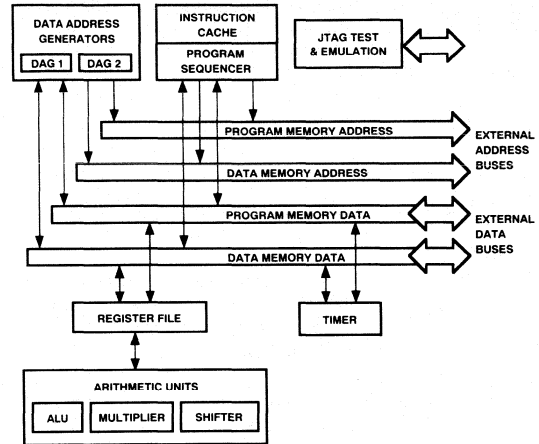 DATA ADDRESS
GENERATORS
DAG 1
DAG 2
INSTRUCTION
CACHE
PROGRAM
SEQUENCER
JTAG TEST
& EMULATION
PROGRAM MEMORY ADDRESS
DATA MEMORY ADDRESS
EXTERNAL
ADDRESS
BUSES
PROGRAM MEMORY DATA
DATA MEMORY DATA
EXTERNAL
DATA
BUSES
REGISTER FILE
TIMER
ARITHMETIC UNITS
ALU
MULTIPLIER
SHIFTER